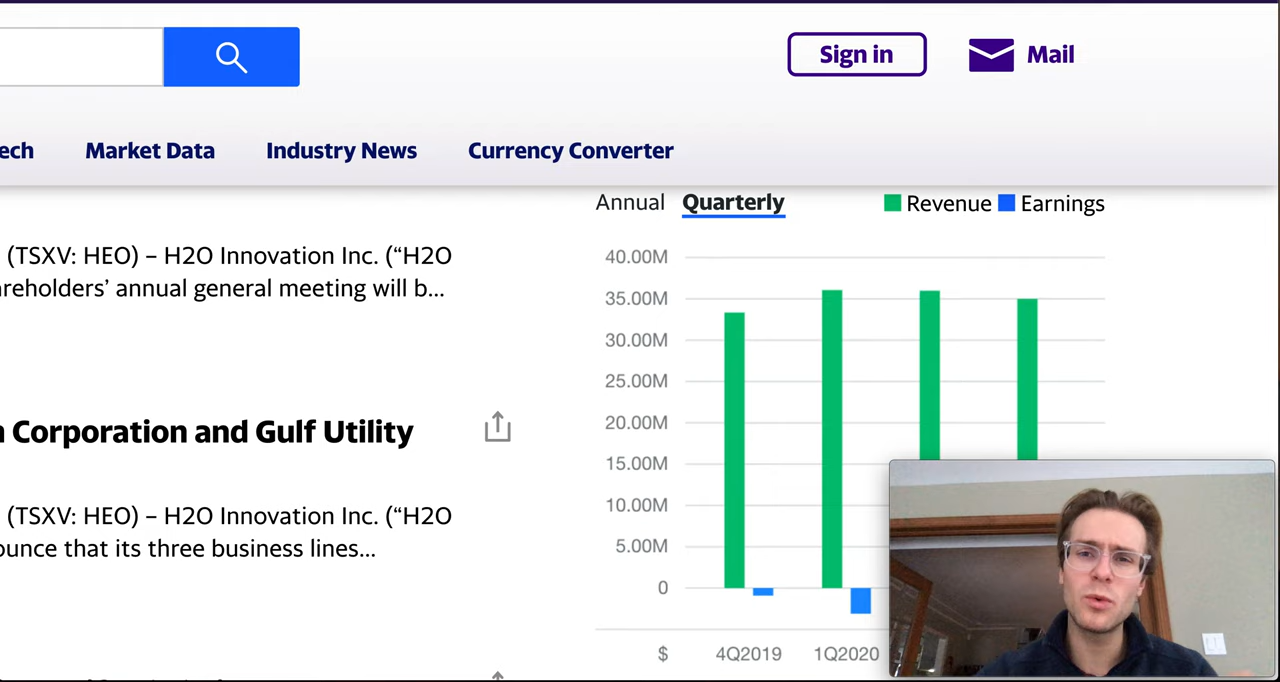 Sign in
Mail
ech
Market Data
Industry News
Currency Converter
Annual
Quarterly
Revenue
Earnings
(TSXV: HEO) – H2O Innovation Inc. (“H2O
reholders’ annual general meeting will b...
Corporation and Gulf Utility
(TSXV: HEO) – H2O Innovation Inc. (“H2O
ounce that its three business lines...
40.00M
35.00M
30.00M
25.00M
20.00M
15.00M
10.00M
5.00M
0
$
4Q2019
1Q2020